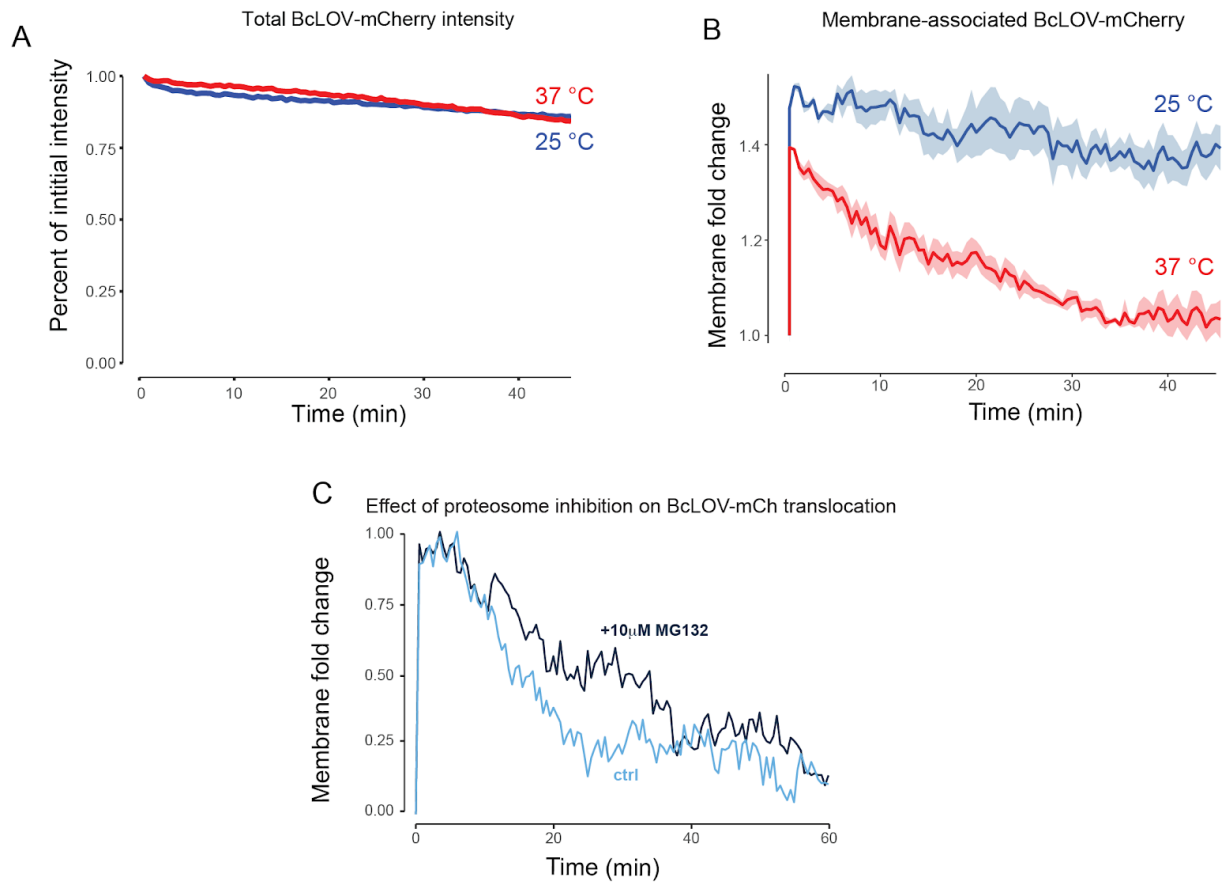 A
Total BcLOV-mCherry intensity
Percent of intitial intensity
1.00
0.75
0.50
0.25
0.00
37 °C
25 °C
0 10 20 30 40
Time (min)
B
Membrane-associated BcLOV-mCherry
Membrane fold change
1.4
1.2
1.0
25 °C
37 °C
0 10 20 30 40
Time (min)
C
Effect of proteosome inhibition on BcLOV-mCh translocation
Membrane fold change
1.00
0.75
0.50
0.25
0.00
+10µM MG132
ctrl
0 20 40 60
Time (min)